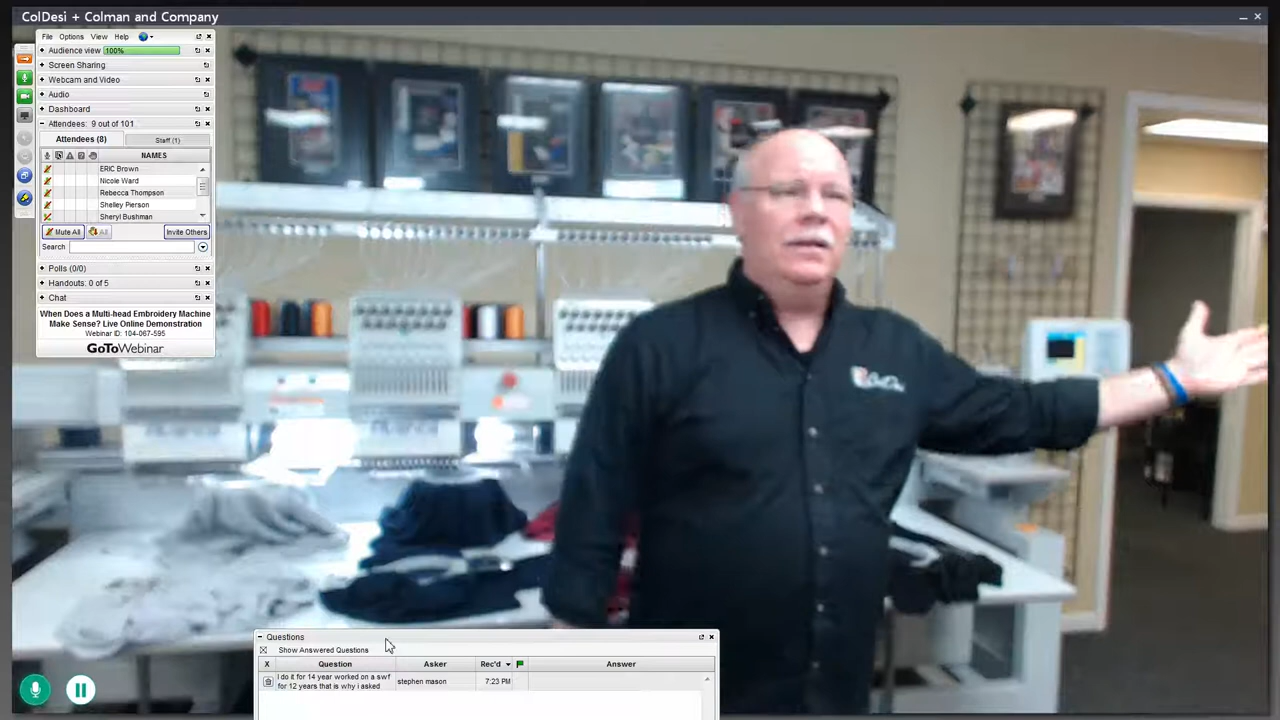 ColDesi + Colman and Company
File Options View Help
Audience view 100%
Screen Sharing
Webcam and Video
Audio
Dashboard
Attendees: 9 out of 101
Attendees (8) Staff (1)
NAMES
ERIC Brown
Nicole Ward
Rebecca Thompson
Shelley Pierson
Sheryl Bushman
Mute All All Invite Others
Search
Polls (0/0)
Handouts: 0 of 5
Chat
When Does a Multi-head Embroidery Machine
Make Sense? Live Online Demonstration
Webinar ID: 104-067-595
GoToWebinar
ColDesi
Questions
Show Answered Questions
X Question Asker Rec'd Answer
I do it for 14 year worked on a swf
for 12 years that is why i asked
stephen mason 7:23 PM